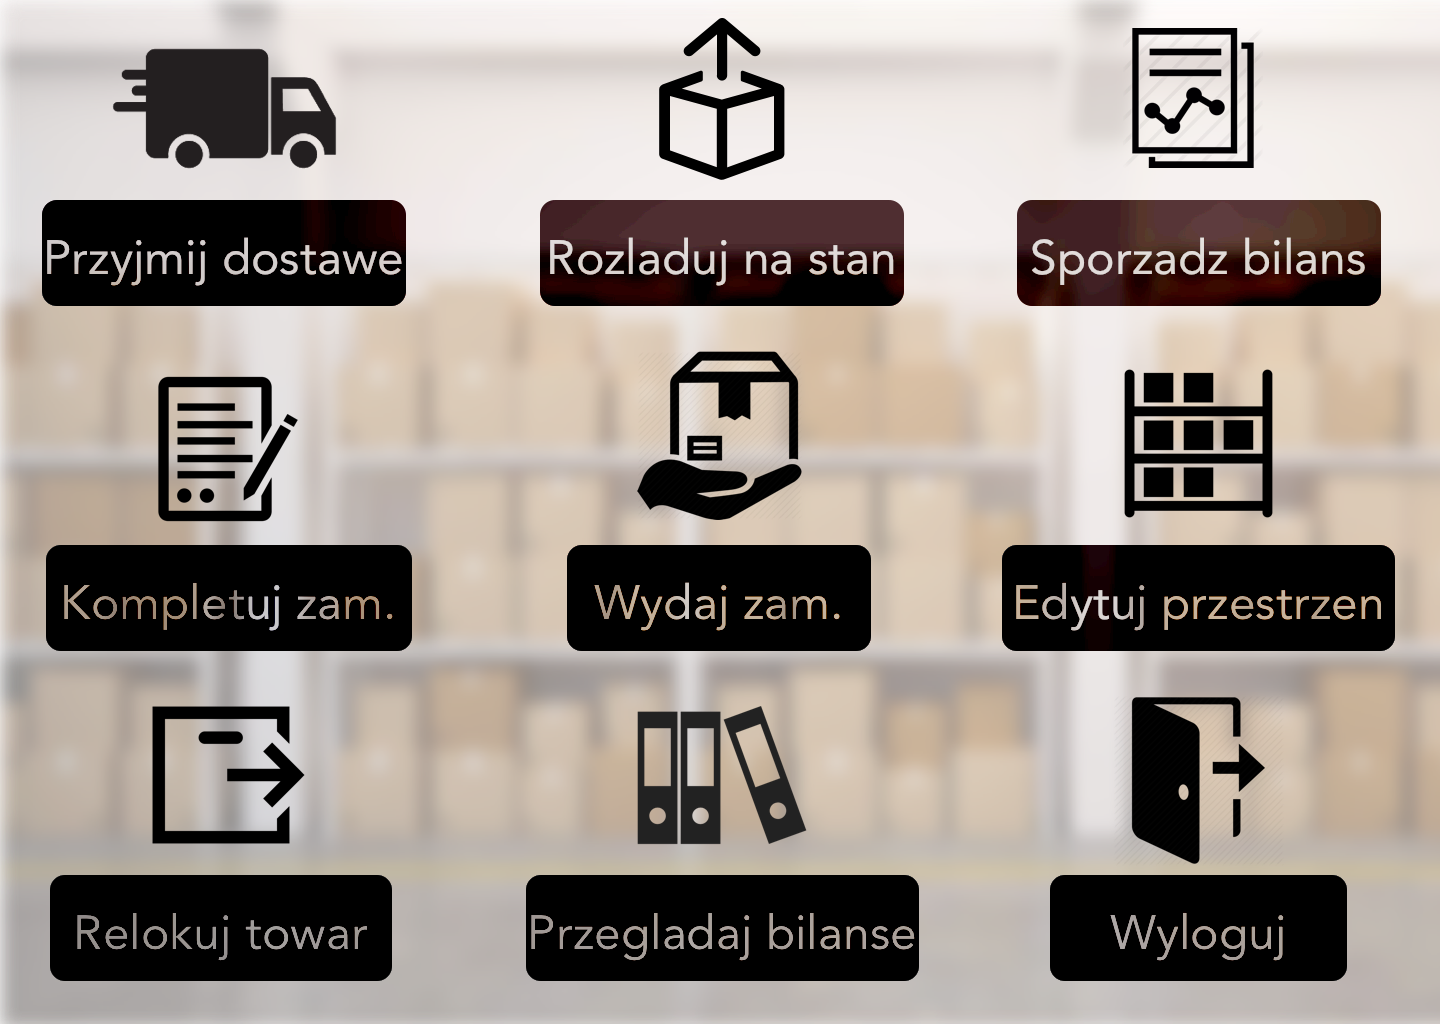 Przyjmij dostawe
Rozladuj na stan
Sporzadz bilans
Kompletuj zam.
Wydaj zam.
Edytuj przestrzen
Relokuj towar
Przegladaj bilanse
Wyloguj